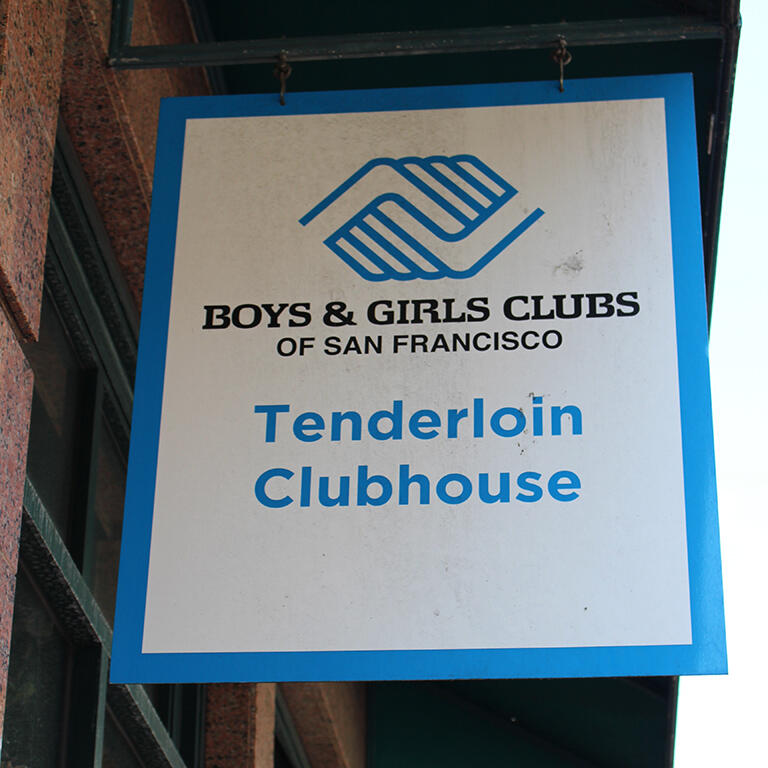 BOYS & GIRLS CLUBS
OF SAN FRANCISCO
Tenderloin
Clubhouse